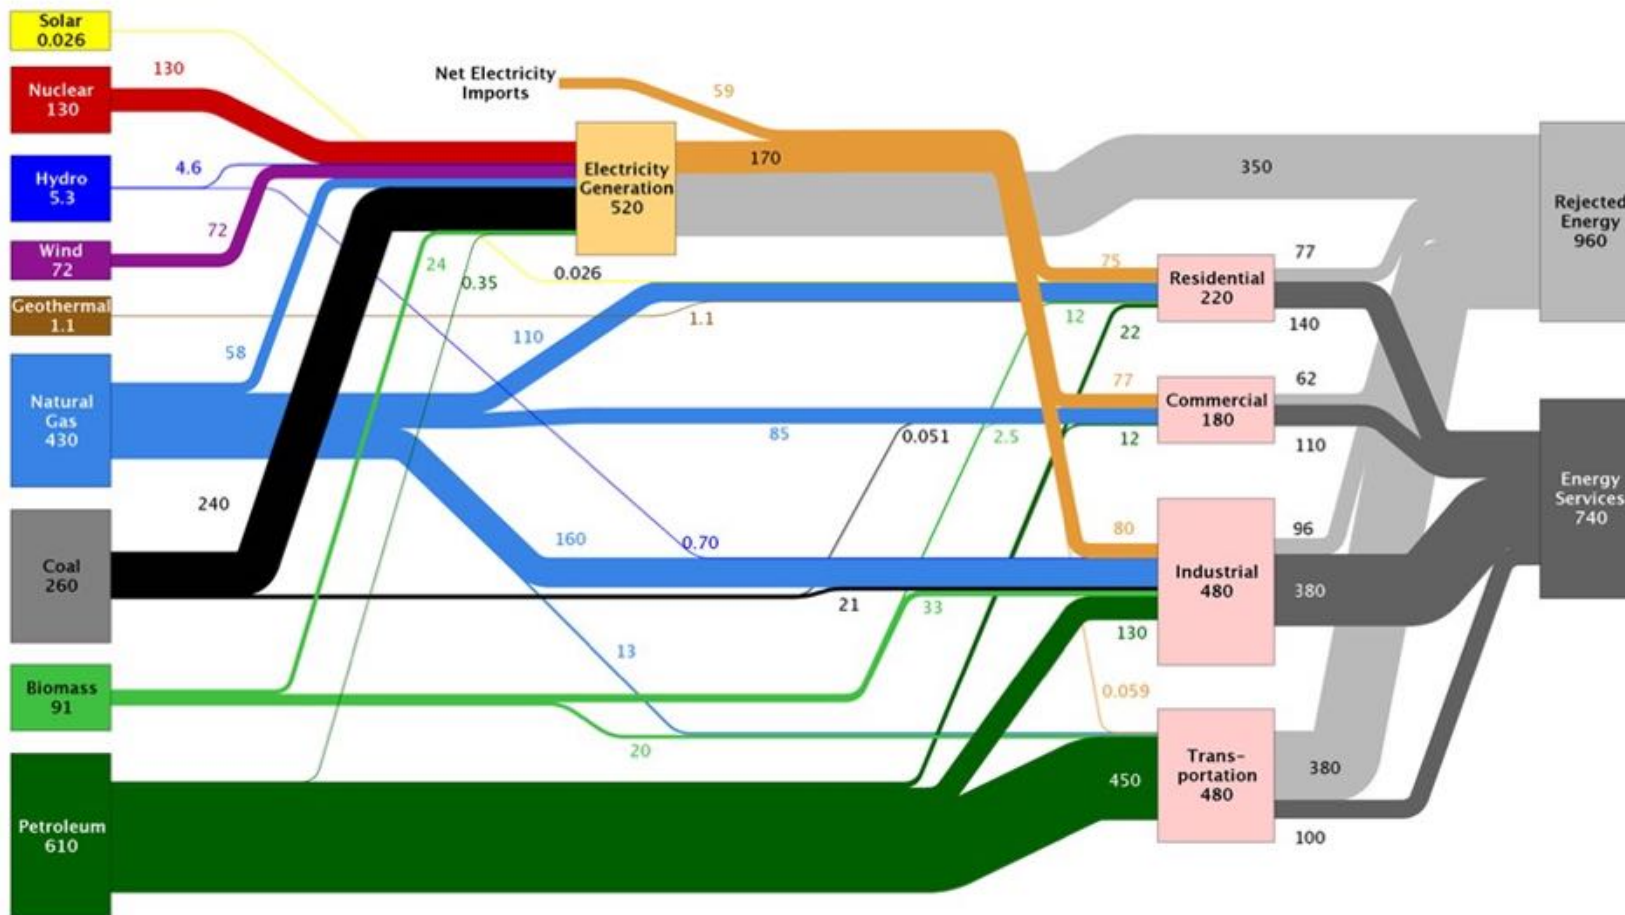 Solar
0.026
130
Nuclear
130
Net Electricity
Imports
59
Hydro
5.3
4.6
Electricity
Generation
520
170
350
Rejected
Energy
960
Wind
72
72
24
0.35
0.026
75
Residential
220
77
140
Geothermal
1.1
1.1
58
110
12
22
Natural
Gas
430
77
Commercial
180
62
110
85
0.051
2.5
12
Energy
Services
740
240
160
0.70
80
96
Coal
260
21
33
Industrial
480
380
130
13
Biomass
91
20
0.059
Trans-
portation
480
450
380
100
Petroleum
610